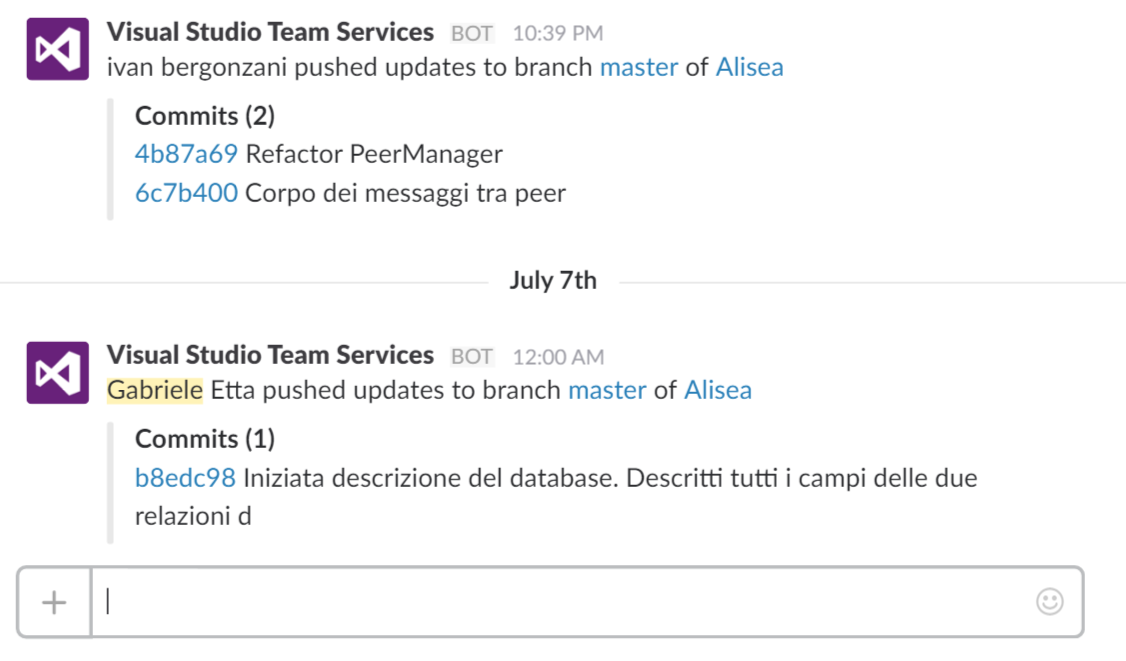 Visual Studio Team Services BOT 10:39 PM
ivan bergonzani pushed updates to branch master of Alisea
Commits (2)
4b87a69 Refactor PeerManager
6c7b400 Corpo dei messaggi tra peer
July 7th
Visual Studio Team Services BOT 12:00 AM
Gabriele Etta pushed updates to branch master of Alisea
Commits (1)
b8edc98 Iniziata descrizione del database. Descritti tutti i campi delle due
relazioni d